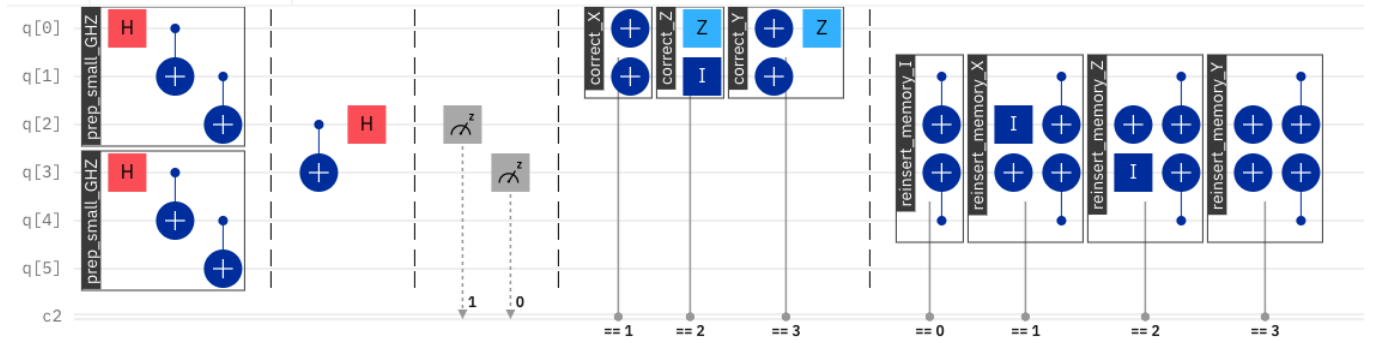 q[0]
q[1]
q[2]
q[3]
q[4]
q[5]
c2
prep_small_GHZ
H
prep_small_GHZ
H
H
z
z
1
0
correct_X
correct_Z
Z
I
correct_Y
Z
== 1
== 2
== 3
reinsert_memory_I
reinsert_memory_X
I
reinsert_memory_Z
I
reinsert_memory_Y
== 0
== 1
== 2
== 3